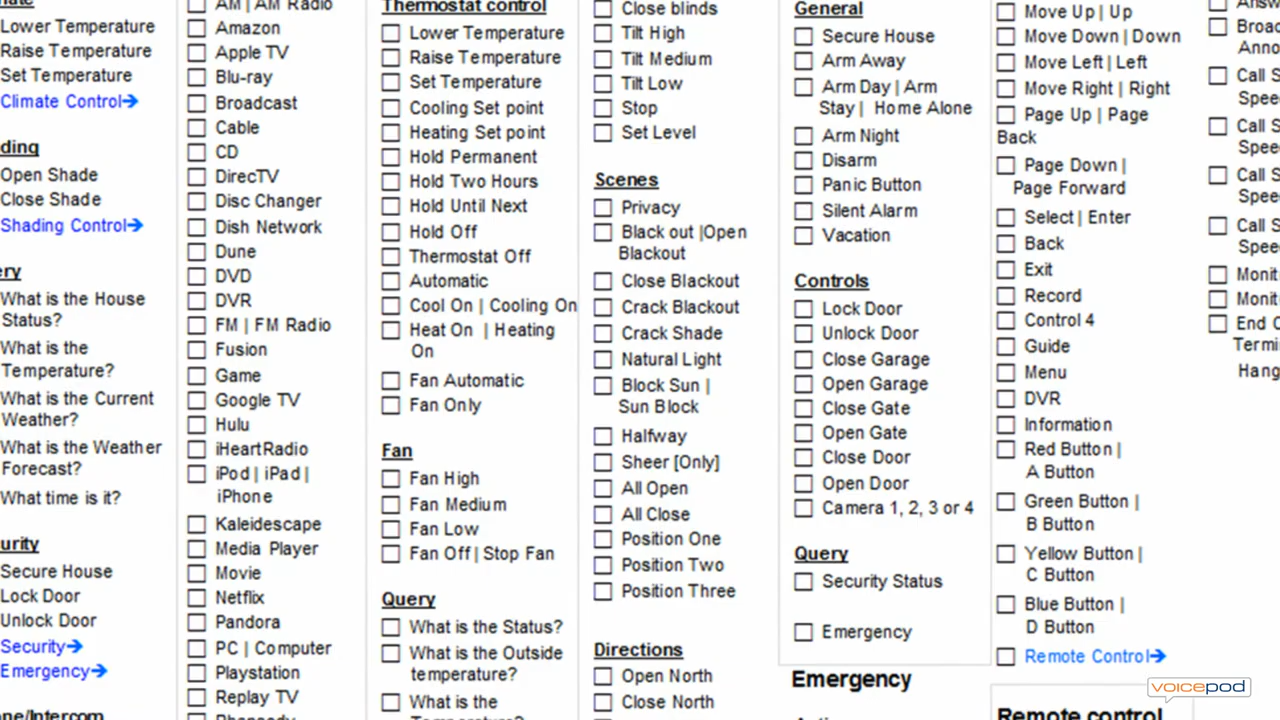 Lower Temperature
Raise Temperature
Set Temperature
Climate Control→
Open Shade
Close Shade
Shading Control→
What is the House
Status?
What is the
Temperature?
What is the Current
Weather?
What is the Weather
Forecast?
What time is it?
Secure House
Lock Door
Unlock Door
Security→
Emergency→
AM | AM Radio
Amazon
Apple TV
Blu-ray
Broadcast
Cable
CD
DirecTV
Disc Changer
Dish Network
Dune
DVD
DVR
FM | FM Radio
Fusion
Game
Google TV
Hulu
iHeartRadio
iPod | iPad |
iPhone
Kaleidescape
Media Player
Movie
Netflix
Pandora
PC | Computer
Playstation
Replay TV
Thermostat control
Lower Temperature
Raise Temperature
Set Temperature
Cooling Set point
Heating Set point
Hold Permanent
Hold Two Hours
Hold Until Next
Hold Off
Thermostat Off
Automatic
Cool On | Cooling On
Heat On | Heating
On
Fan Automatic
Fan Only
Fan
Fan High
Fan Medium
Fan Low
Fan Off | Stop Fan
Query
What is the Status?
What is the Outside
temperature?
What is the
Close blinds
Tilt High
Tilt Medium
Tilt Low
Stop
Set Level
Scenes
Privacy
Black out |Open
Blackout
Close Blackout
Crack Blackout
Crack Shade
Natural Light
Block Sun |
Sun Block
Halfway
Sheer [Only]
All Open
All Close
Position One
Position Two
Position Three
Directions
Open North
Close North
General
Secure House
Arm Away
Arm Day | Arm
Stay | Home Alone
Arm Night
Disarm
Panic Button
Silent Alarm
Vacation
Controls
Lock Door
Unlock Door
Close Garage
Open Garage
Close Gate
Open Gate
Close Door
Open Door
Camera 1, 2, 3 or 4
Query
Security Status
Emergency
Emergency
Move Up | Up
Move Down | Down
Move Left | Left
Move Right | Right
Page Up | Page
Back
Page Down |
Page Forward
Select | Enter
Back
Exit
Record
Control 4
Guide
Menu
DVR
Information
Red Button |
A Button
Green Button |
B Button
Yellow Button |
C Button
Blue Button |
D Button
Remote Control→
Remote control
Call S
Spee
Call S
Spee
Call S
Spee
Call S
Spee
Monit
Monit
End C
Termi
Hang
voicepod